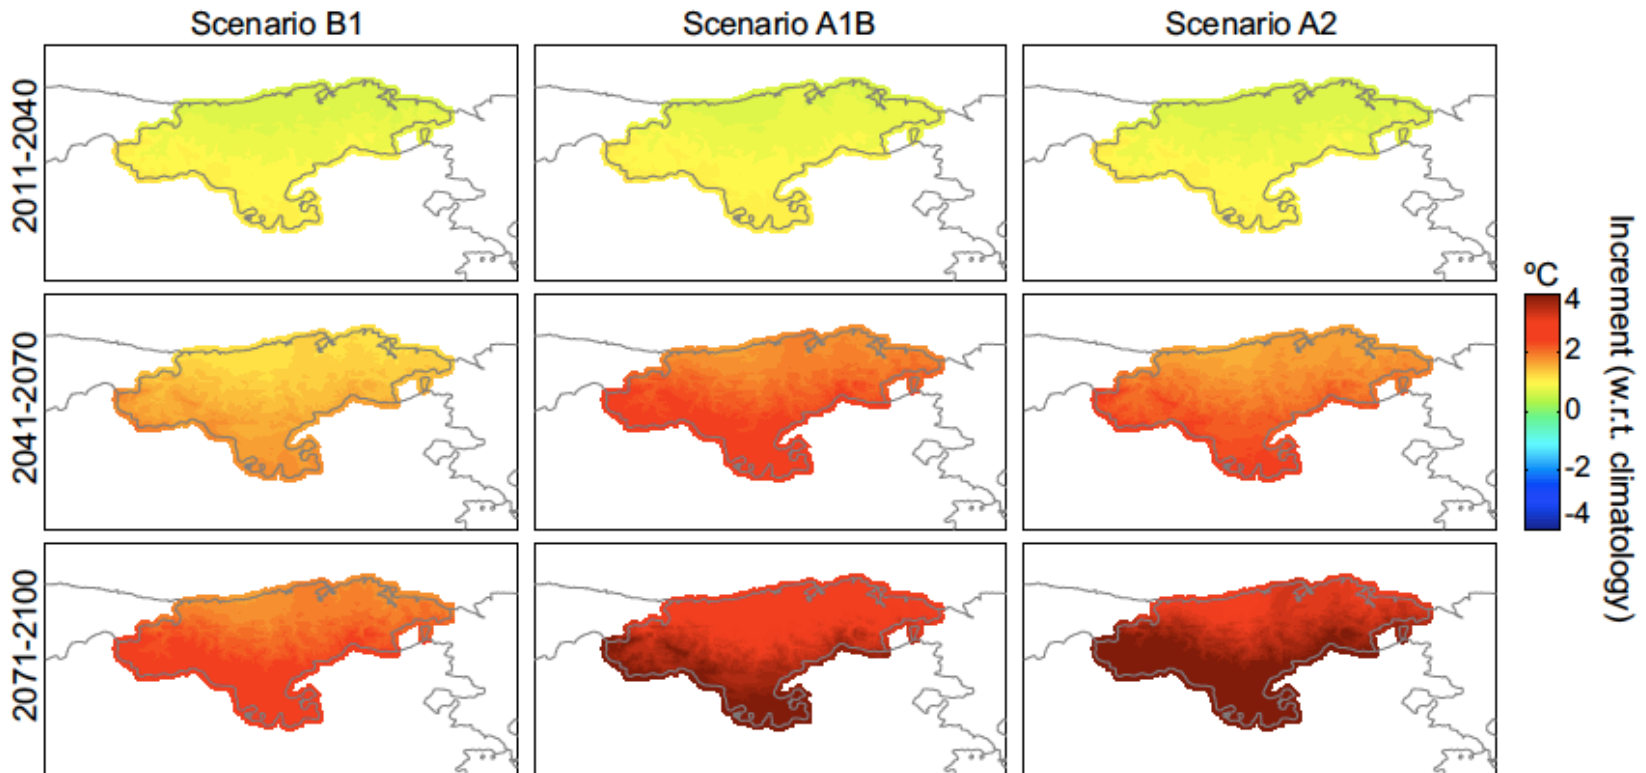 Scenario B1
Scenario A1B
Scenario A2
2011-2040
2041-2070
2071-2100
ºC
4
2
0
-2
-4
Increment (w.r.t. climatology)